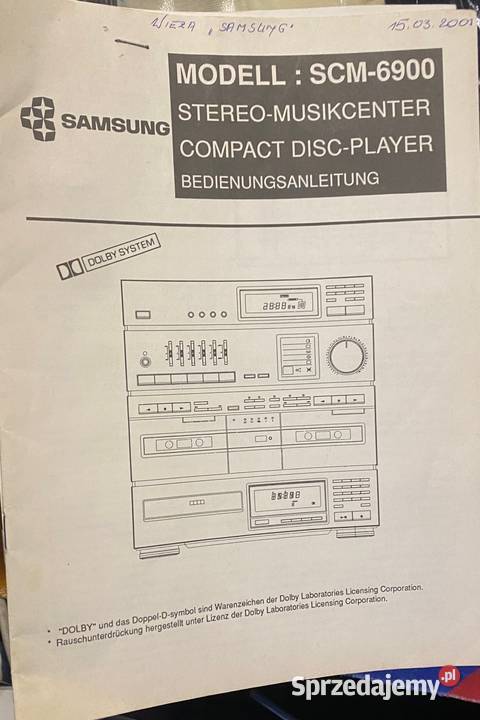 WIEŻA „SAMSUNG" 15.03.2001
MODELL : SCM-6900
STEREO-MUSIKCENTER
COMPACT DISC-PLAYER
BEDIENUNGSANLEITUNG
SAMSUNG
DOLBY SYSTEM
• "DOLBY" und das Doppel-D-symbol sind Warenzeichen der Dolby Laboratories Licensing Corporation.
• Rauschunterdrückung hergestellt unter Lizenz der Dolby Laboratories Licensing Corporation.
Sprzedajemy.pl